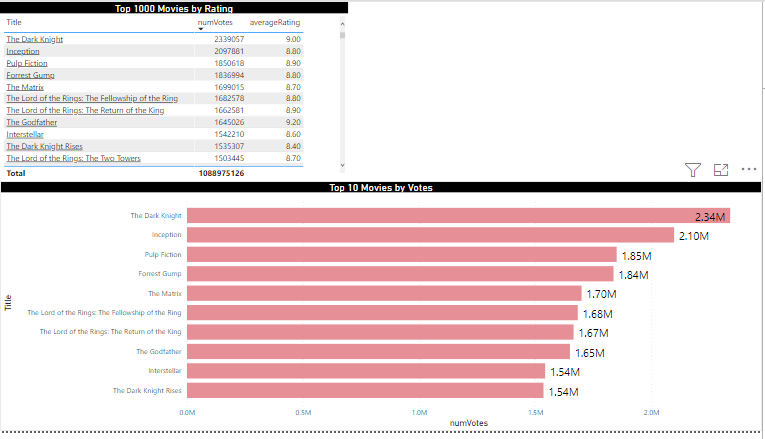 Top 1000 Movies by Rating
Title numVotes averageRating
The Dark Knight 2339057 9.00
Inception 2097881 8.80
Pulp Fiction 1850618 8.90
Forrest Gump 1836994 8.80
The Matrix 1699015 8.70
The Lord of the Rings: The Fellowship of the Ring 1682578 8.80
The Lord of the Rings: The Return of the King 1662581 8.90
The Godfather 1645026 9.20
Interstellar 1542210 8.60
The Dark Knight Rises 1535307 8.40
The Lord of the Rings: The Two Towers 1503445 8.70
Total 1088975126
Top 10 Movies by Votes
Title
The Dark Knight 2.34M
Inception 2.10M
Pulp Fiction 1.85M
Forrest Gump 1.84M
The Matrix 1.70M
The Lord of the Rings: The Fellowship of the Ring 1.68M
The Lord of the Rings: The Return of the King 1.67M
The Godfather 1.65M
Interstellar 1.54M
The Dark Knight Rises 1.54M
0.0M 0.5M 1.0M 1.5M 2.0M
numVotes